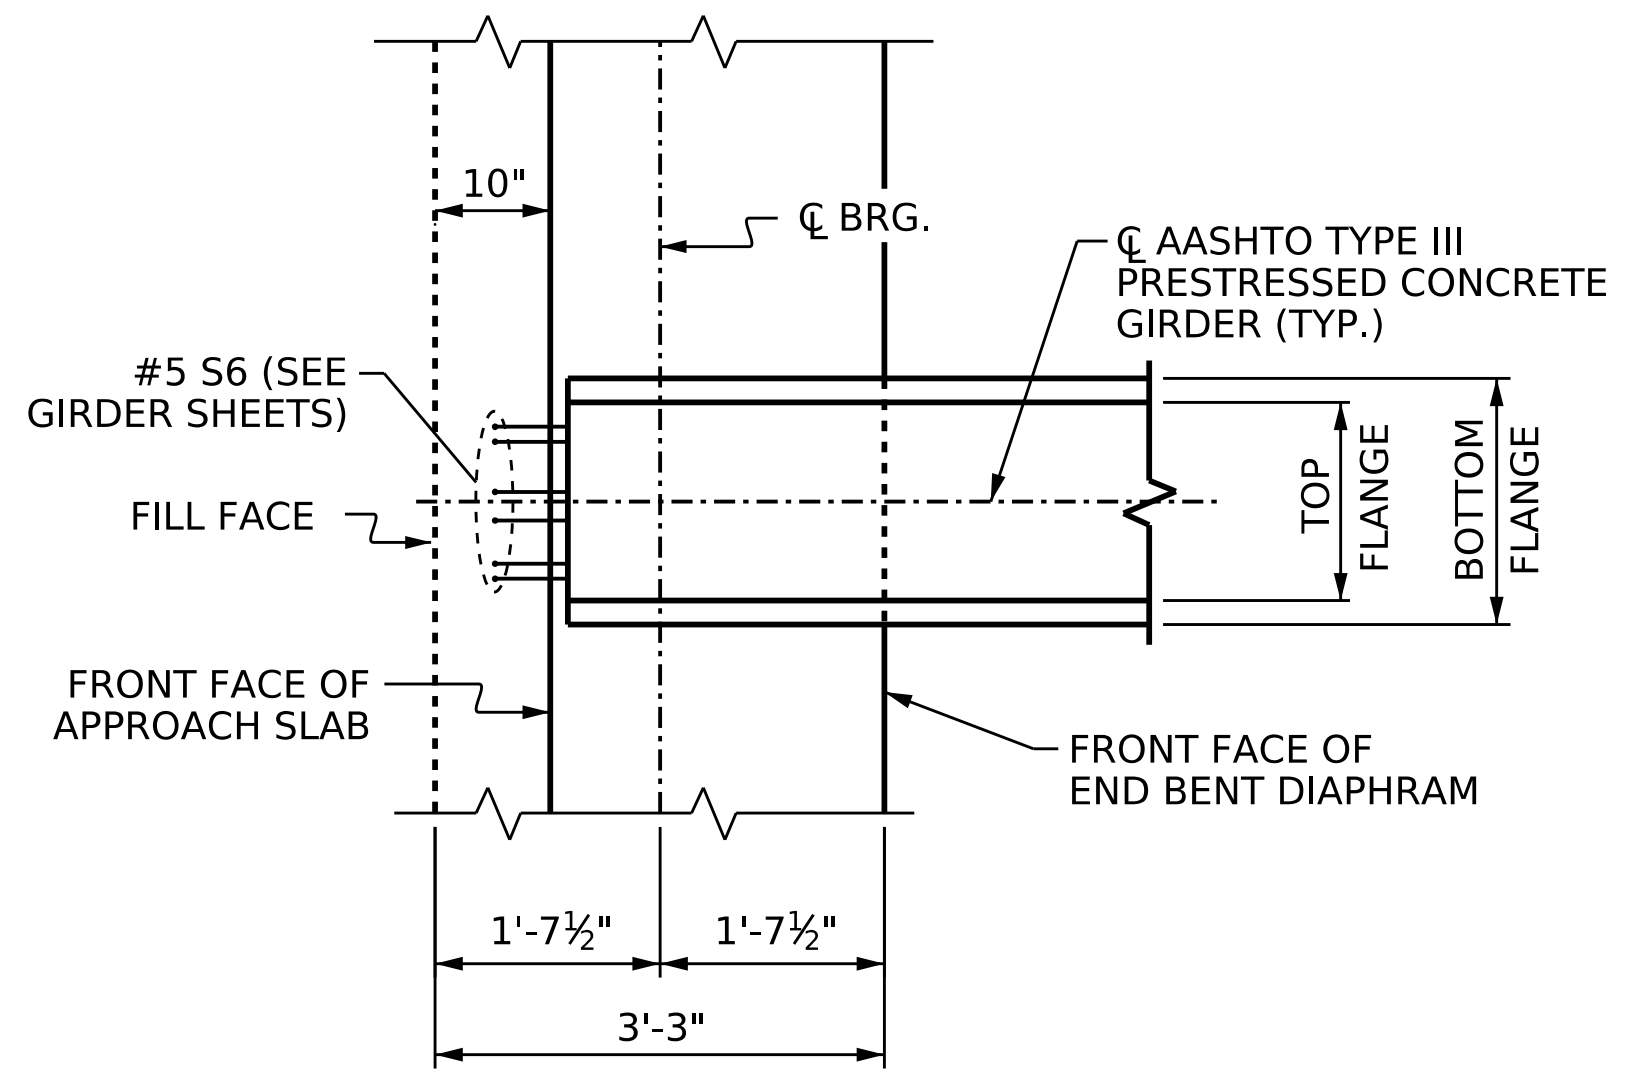 10"
℄ BRG.
℄ AASHTO TYPE III
PRESTRESSED CONCRETE
GIRDER (TYP.)
#5 S6 (SEE
GIRDER SHEETS)
FILL FACE
TOP
FLANGE
BOTTOM
FLANGE
FRONT FACE OF
APPROACH SLAB
FRONT FACE OF
END BENT DIAPHRAM
1'-7½"
1'-7½"
3'-3"